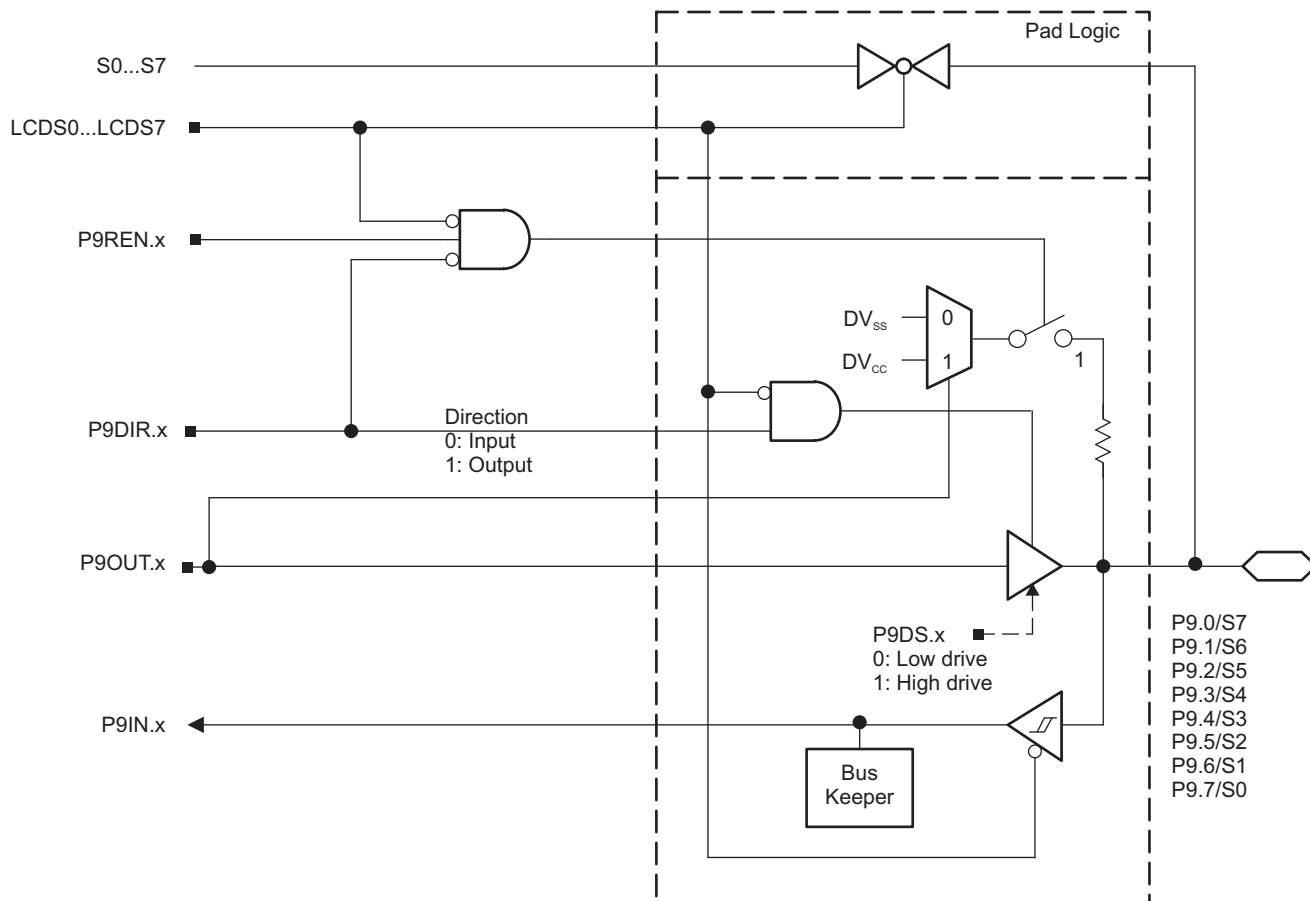 Pad Logic
S0...S7
LCDS0...LCDS7
P9REN.x
DVSS
0
DVCC
1
1
P9DIR.x
Direction
0: Input
1: Output
P9OUT.x
P9DS.x
0: Low drive
1: High drive
P9IN.x
Bus
Keeper
P9.0/S7
P9.1/S6
P9.2/S5
P9.3/S4
P9.4/S3
P9.5/S2
P9.6/S1
P9.7/S0